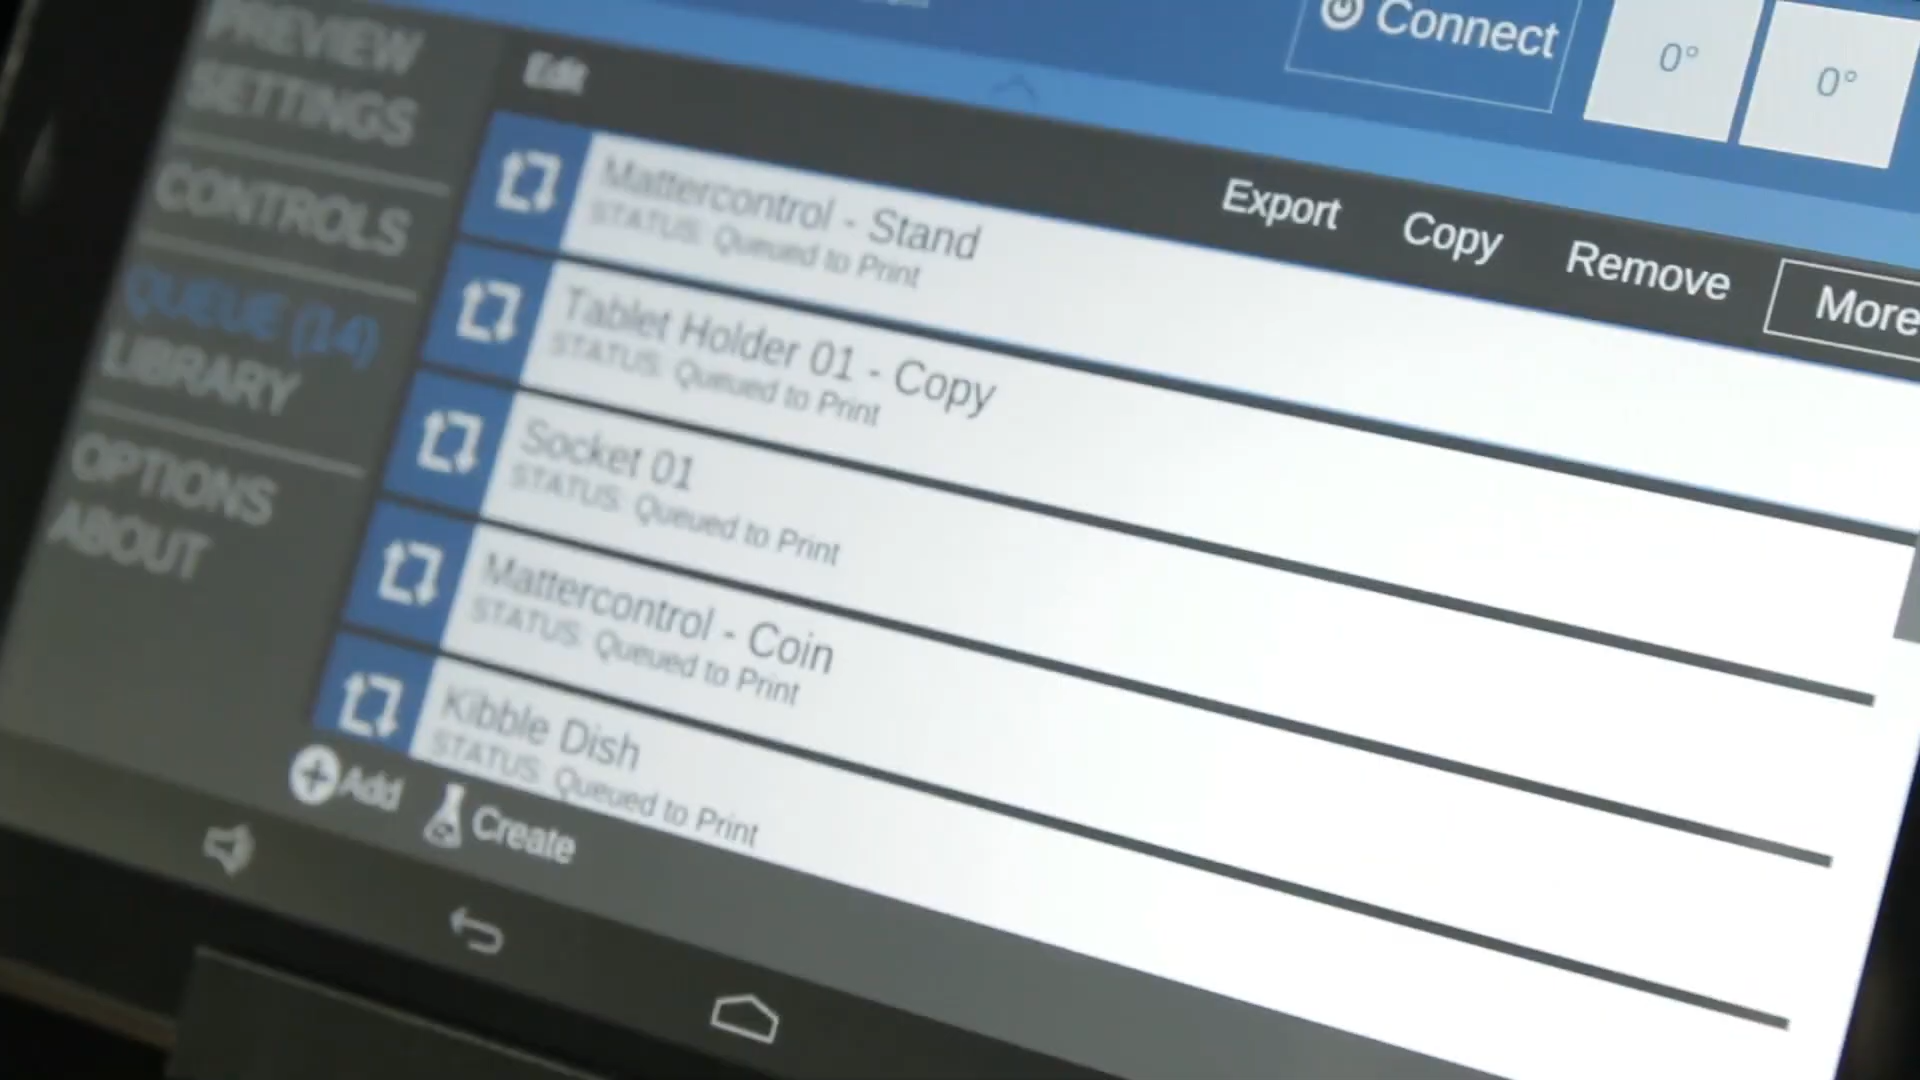 Connect
0°
0°
Edit
Export
Copy
Remove
More
PREVIEW
SETTINGS
CONTROLS
QUEUE (14)
LIBRARY
OPTIONS
ABOUT
Mattercontrol - Stand
STATUS: Queued to Print
Tablet Holder 01 - Copy
STATUS: Queued to Print
Socket 01
STATUS: Queued to Print
Mattercontrol - Coin
STATUS: Queued to Print
Kibble Dish
STATUS: Queued to Print
Add
Create